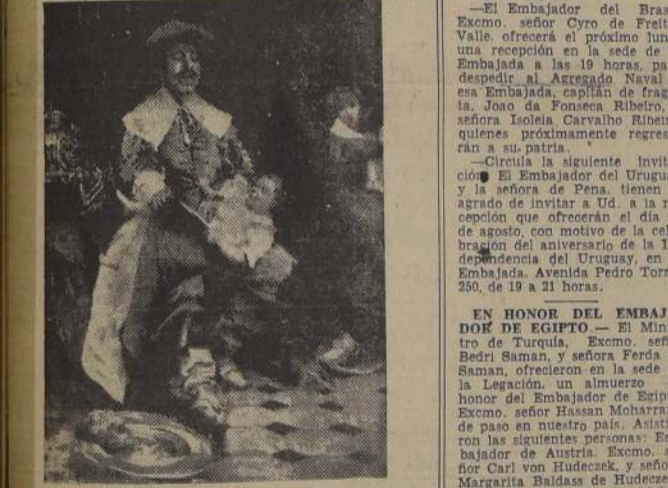 —El Embajador del Bras
Excmo. señor Cyro de Freit
Valle, ofrecerá el próximo lun
una recepción en la sede de
Embajada a las 19 horas, pa
despedir al Agregado Naval
esa Embajada, capitán de frag
ta, Joao da Fonseca Ribeiro,
señora Isoleia Carvalho Ribei
quienes próximamente regres
rán a su patria.
—Circula la siguiente invit
ción El Embajador del Urugu
y la señora de Pena, tienen
agrado de invitar a Ud. a la r
cepción que ofrecerán el día
de agosto, con motivo de la cel
bración del aniversario de la I
dependencia del Uruguay, en
Embajada. Avenida Pedro Torr
250, de 19 a 21 horas.
EN HONOR DEL EMBAJ
DOR DE EGIPTO.— El Mini
tro de Turquía, Excmo. señ
Bedri Saman, y señora Ferda
Saman, ofrecieron en la sede
la Legación, un almuerzo
honor del Embajador de Egip
Excmo. señor Hassan Moharra
de paso en nuestro país. Asisti
ron las siguientes personas: E
bajador de Austria. Excmo. s
ñor Carl von Hudeczek, y seño
Margarita Baldass de Hudecze